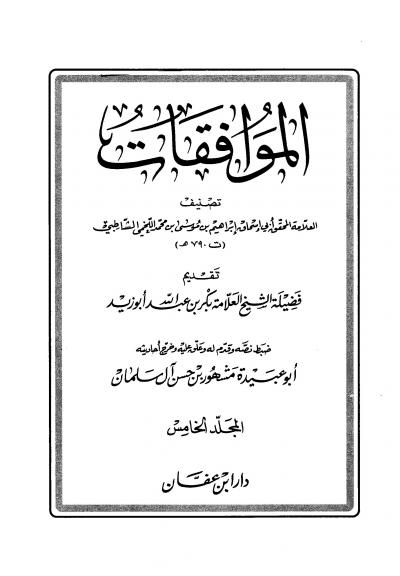 الموافقات
تصنيف
العلامة المحقق أبي إسحاق إبراهيم بن موسى بن محمد اللخمي الشاطبي
(ت ٧٩٠ هـ)
تقديم
فضيلة الشيخ العلامة بكر بن عبد الله أبو زيد
ضبط نصه وقدم له وعلق عليه وخرج أحاديثه
أبو عبيدة مشهور بن حسن آل سلمان
المجلد الخامس
دار ابن عفان